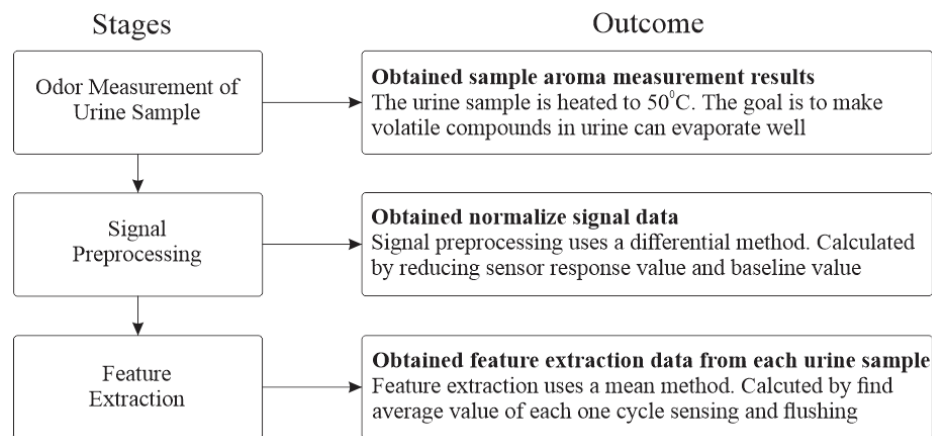 Stages
Outcome
Odor Measurement of
Urine Sample
Obtained sample aroma measurement results
The urine sample is heated to 50⁰C. The goal is to make
volatile compounds in urine can evaporate well
Signal
Preprocessing
Obtained normalize signal data
Signal preprocessing uses a differential method. Calculated
by reducing sensor response value and baseline value
Feature
Extraction
Obtained feature extraction data from each urine sample
Feature extraction uses a mean method. Calcuted by find
average value of each one cycle sensing and flushing